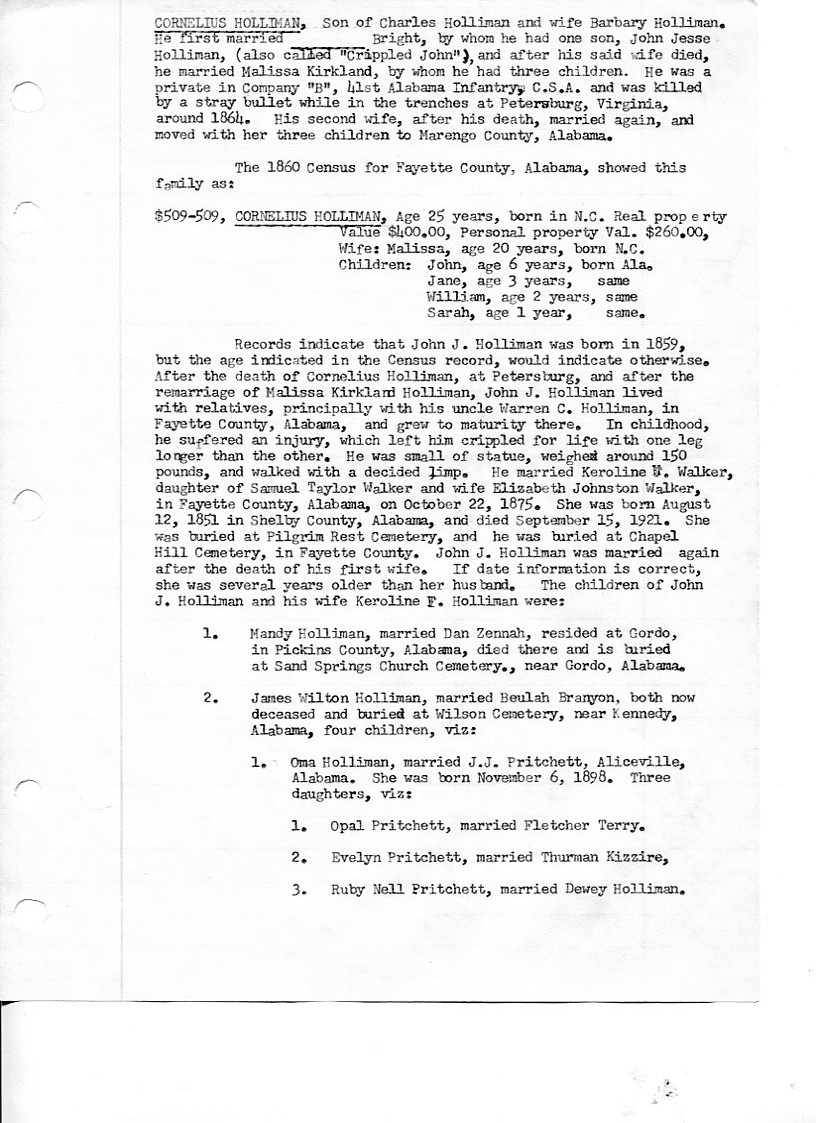 CORNELIUS HOLLIMAN, Son of Charles Holliman and wife Barbary Holliman.
He first married Bright, by whom he had one son, John Jesse
Holliman, (also called "Crippled John"), and after his said wife died,
he married Malissa Kirkland, by whom he had three children. He was a
private in Company "B", 41st Alabama Infantry, C.S.A. and was killed
by a stray bullet while in the trenches at Petersburg, Virginia,
around 1864. His second wife, after his death, married again, and
moved with her three children to Marengo County, Alabama.
The 1860 Census for Fayette County, Alabama, showed this
family as:
$509-509, CORNELIUS HOLLIMAN, Age 25 years, born in N.C. Real prop e rty
Value $400.00, Personal property Val. $260.00,
Wife: Malissa, age 20 years, born N.C.
Children: John, age 6 years, born Ala.
Jane, age 3 years, same
William, age 2 years, same
Sarah, age 1 year, same.
Records indicate that John J. Holliman was born in 1859,
but the age indicated in the Census record, would indicate otherwise.
After the death of Cornelius Holliman, at Petersburg, and after the
remarriage of Malissa Kirkland Holliman, John J. Holliman lived
with relatives, principally with his uncle Warren C. Holliman, in
Fayette County, Alabama, and grew to maturity there. In childhood,
he suffered an injury, which left him crippled for life with one leg
longer than the other. He was small of statue, weighed around 150
pounds, and walked with a decided limp. He married Keroline F. Walker,
daughter of Samuel Taylor Walker and wife Elizabeth Johnston Walker,
in Fayette County, Alabama, on October 22, 1875. She was born August
12, 1851 in Shelby County, Alabama, and died September 15, 1921. She
was buried at Pilgrim Rest Cemetery, and he was buried at Chapel
Hill Cemetery, in Fayette County. John J. Holliman was married again
after the death of his first wife. If date information is correct,
she was several years older than her husband. The children of John
J. Holliman and his wife Keroline F. Holliman were:
1. Mandy Holliman, married Dan Zennah, resided at Gordo,
in Pickins County, Alabama, died there and is buried
at Sand Springs Church Cemetery., near Gordo, Alabama.
2. James Wilton Holliman, married Beulah Branyon, both now
deceased and buried at Wilson Cemetery, near Kennedy,
Alabama, four children, viz:
1. Oma Holliman, married J.J. Pritchett, Aliceville,
Alabama. She was born November 6, 1898. Three
daughters, viz:
1. Opal Pritchett, married Fletcher Terry.
2. Evelyn Pritchett, married Thurman Kizzire,
3. Ruby Nell Pritchett, married Dewey Holliman.